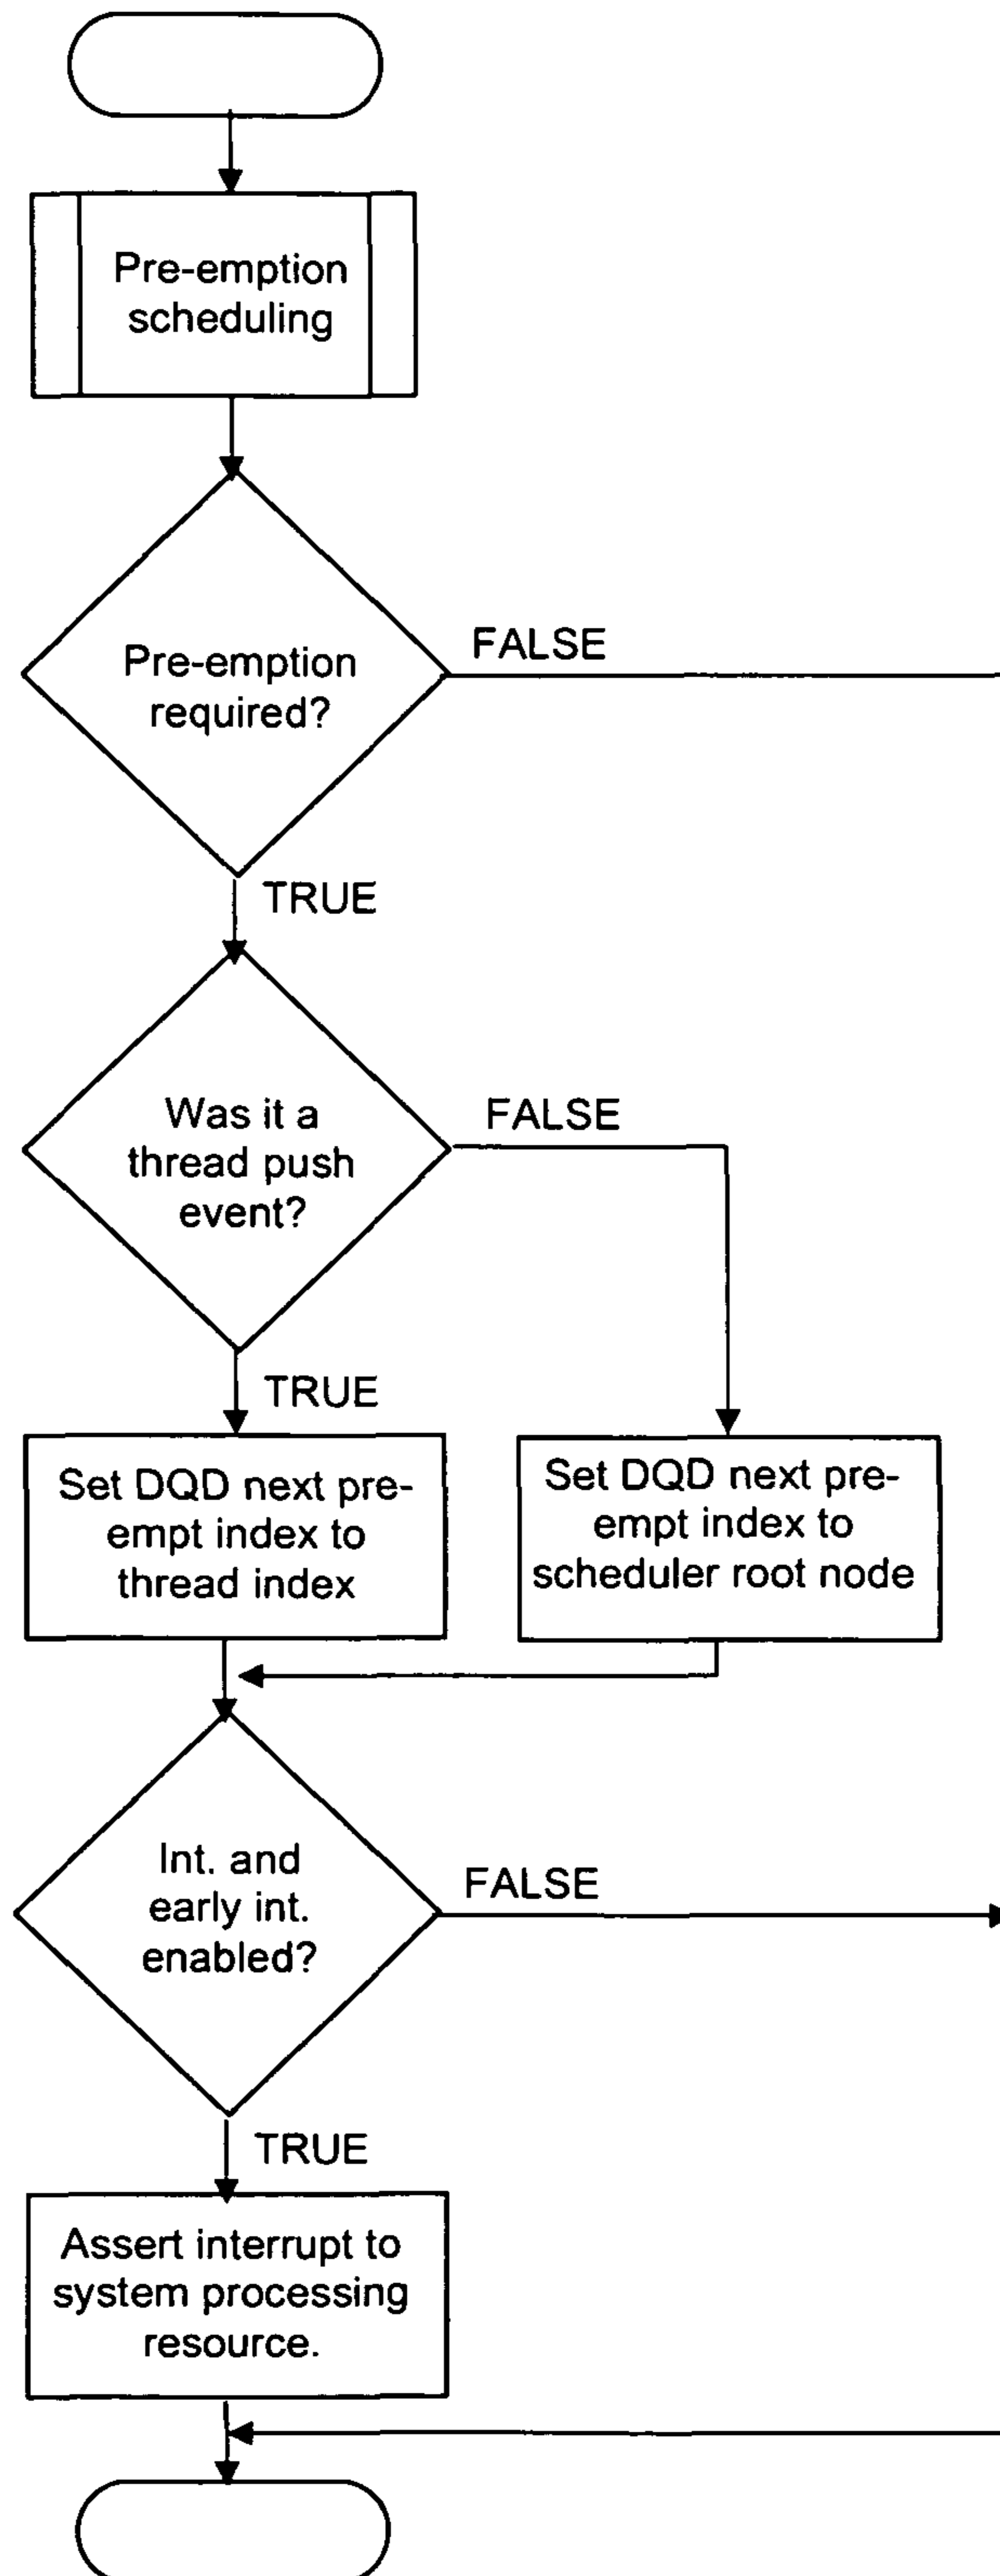 Pre-emption
scheduling
Pre-emption
required?
FALSE
TRUE
Was it a
thread push
event?
FALSE
TRUE
Set DQD next pre-
empt index to
thread index
Set DQD next pre-
empt index to
scheduler root node
Int. and
early int.
enabled?
FALSE
TRUE
Assert interrupt to
system processing
resource.